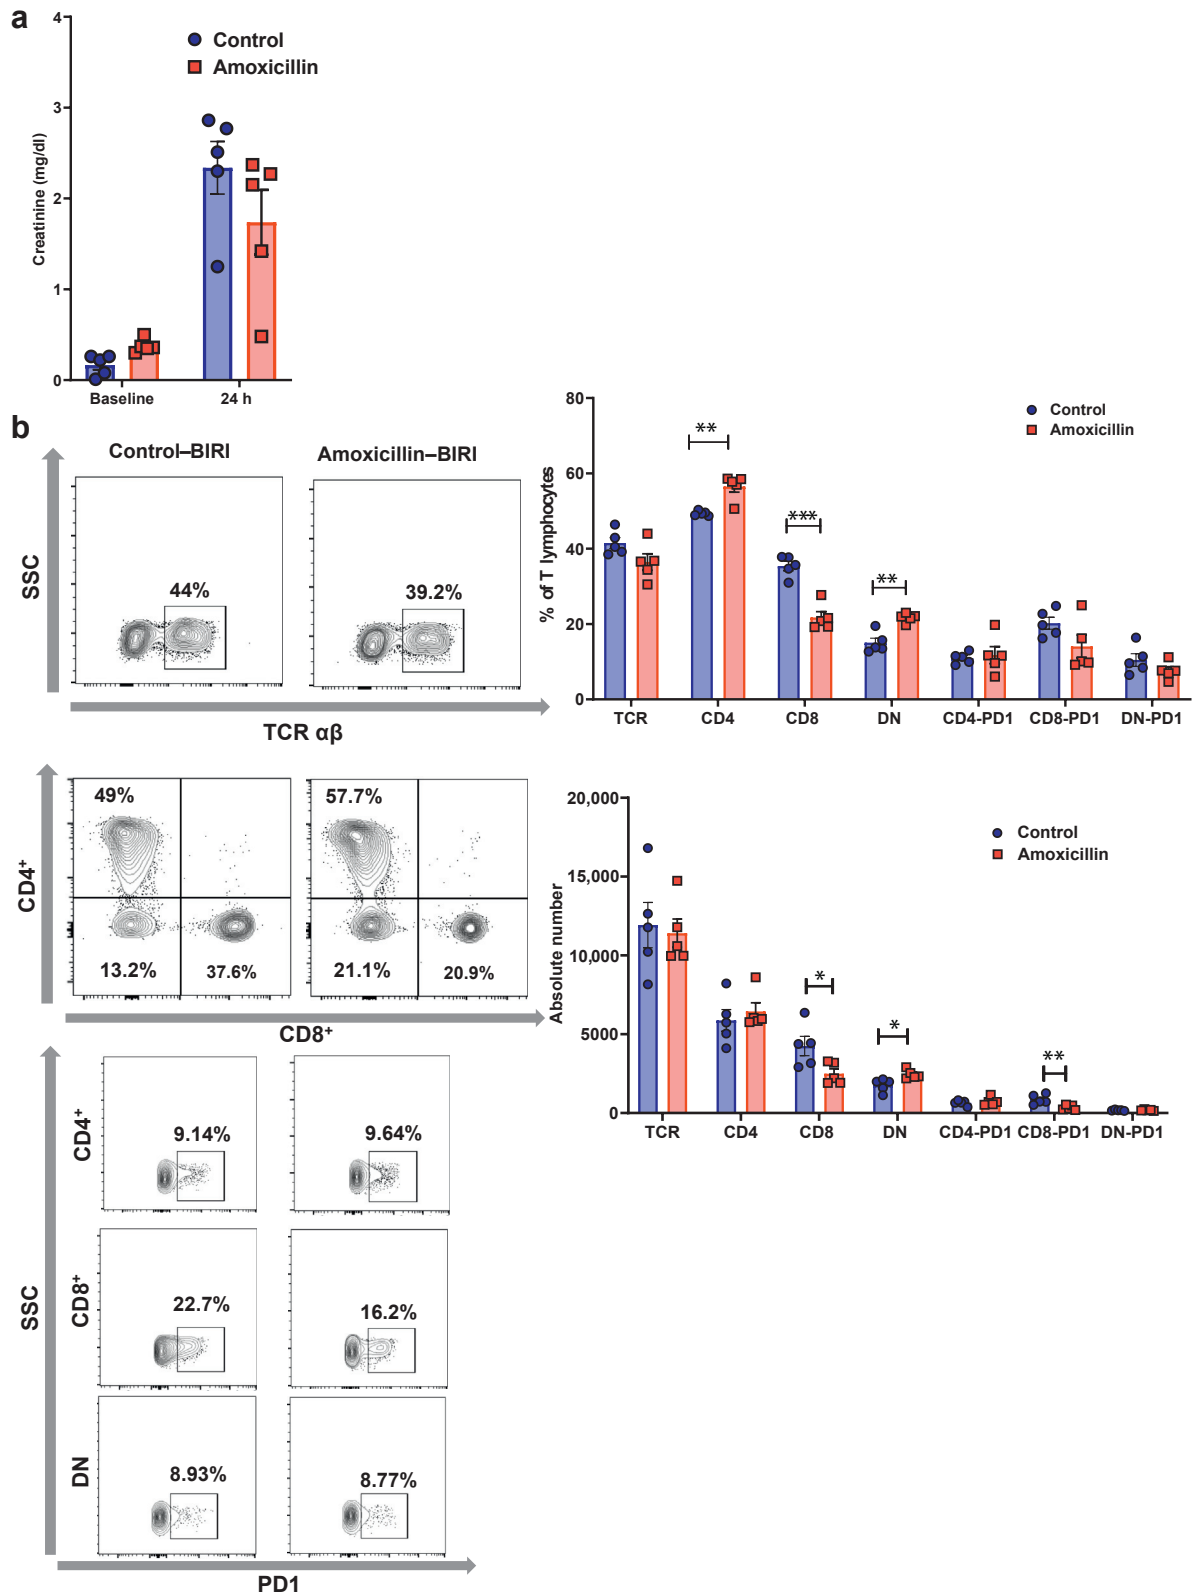 a
4
3
2
1
0
Creatinine (mg/dl)
Control
Amoxicillin
Baseline
24 h
b
Control–BIRI
Amoxicillin–BIRI
SSC
44%
39.2%
TCR αβ
80
60
40
20
0
% of T lymphocytes
Control
Amoxicillin
**
***
**
TCR
CD4
CD8
DN
CD4-PD1
CD8-PD1
DN-PD1
CD4⁺
49%
57.7%
13.2%
37.6%
21.1%
20.9%
CD8⁺
20,000
15,000
10,000
5000
0
Absolute number
Control
Amoxicillin
*
*
**
TCR
CD4
CD8
DN
CD4-PD1
CD8-PD1
DN-PD1
SSC
CD4⁺
9.14%
9.64%
CD8⁺
22.7%
16.2%
DN
8.93%
8.77%
PD1